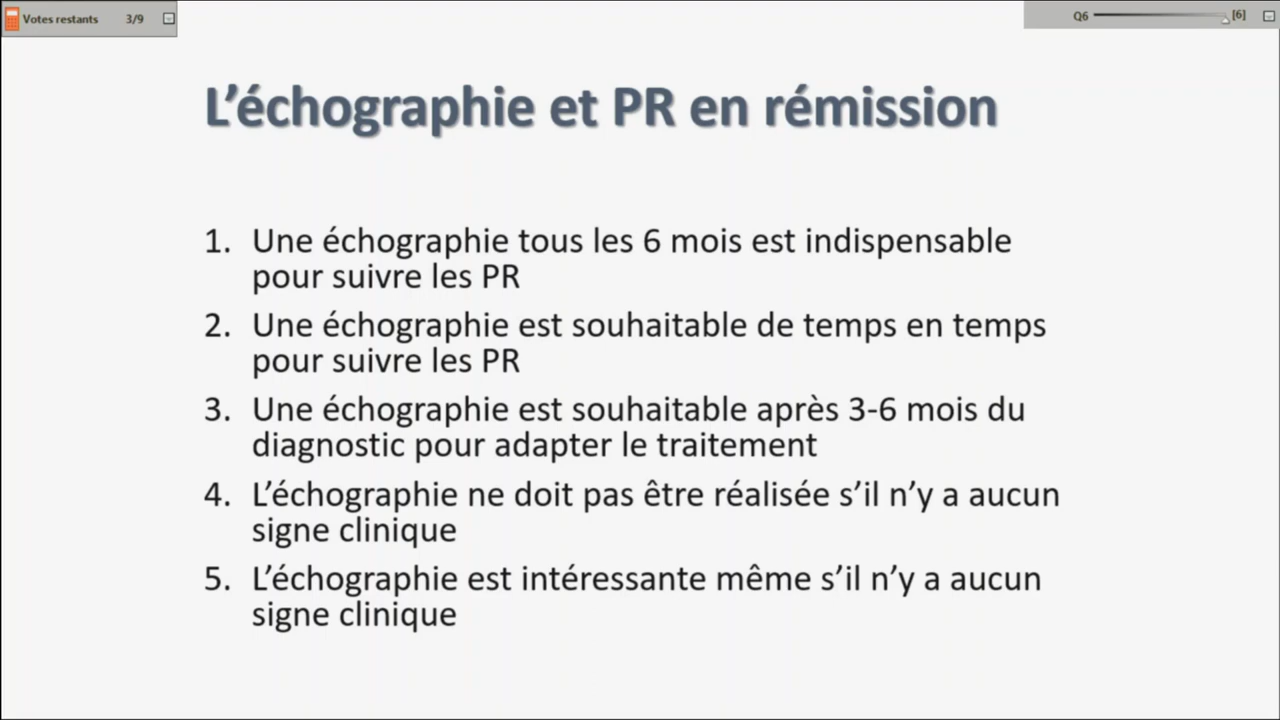 Votes restants 3/9
Q6 [6]
L’échographie et PR en rémission
1. Une échographie tous les 6 mois est indispensable
pour suivre les PR
2. Une échographie est souhaitable de temps en temps
pour suivre les PR
3. Une échographie est souhaitable après 3-6 mois du
diagnostic pour adapter le traitement
4. L’échographie ne doit pas être réalisée s’il n’y a aucun
signe clinique
5. L’échographie est intéressante même s’il n’y a aucun
signe clinique